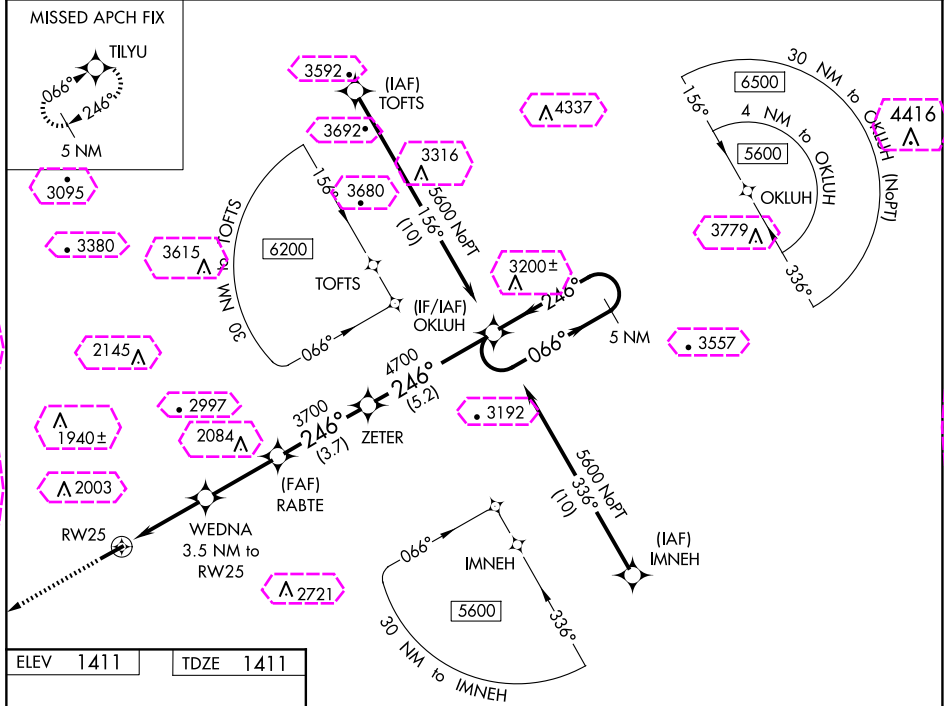 MISSED APCH FIX
TILYU
066°
246°
5 NM
3592
(IAF)
TOFTS
3692
4337
3316
5600 NoPT
156°
(10)
3680
30 NM to OKLUH (NoPT)
6500
4 NM to OKLUH
5600
156°
OKLUH
336°
4416
3779
3095
3380
3615
30 NM to TOFTS
156°
6200
TOFTS
066°
3200±
(IF/IAF)
OKLUH
246°
066°
5 NM
3557
2145
4700
246°
(5.2)
2997
3700
246°
(3.7)
ZETER
3192
1940±
2084
2003
(FAF)
RABTE
5600 NoPT
336°
(10)
RW25
WEDNA
3.5 NM to
RW25
(IAF)
IMNEH
066°
IMNEH
2721
5600
336°
30 NM to IMNEH
ELEV 1411
TDZE 1411